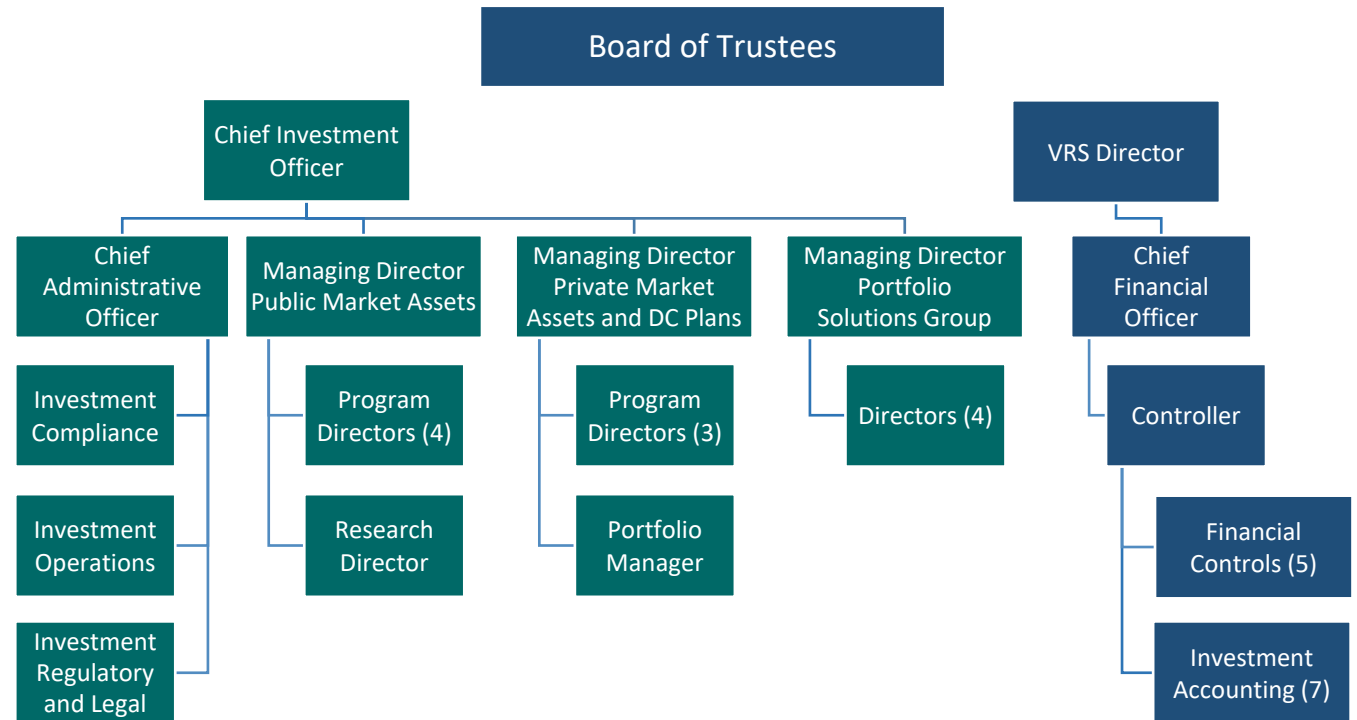 Board of Trustees
Chief Investment
Officer
VRS Director
Chief
Administrative
Officer
Managing Director
Public Market Assets
Managing Director
Private Market
Assets and DC Plans
Managing Director
Portfolio
Solutions Group
Chief
Financial
Officer
Investment
Compliance
Program
Directors (4)
Program
Directors (3)
Directors (4)
Controller
Investment
Operations
Research
Director
Portfolio
Manager
Financial
Controls (5)
Investment
Regulatory
and Legal
Investment
Accounting (7)